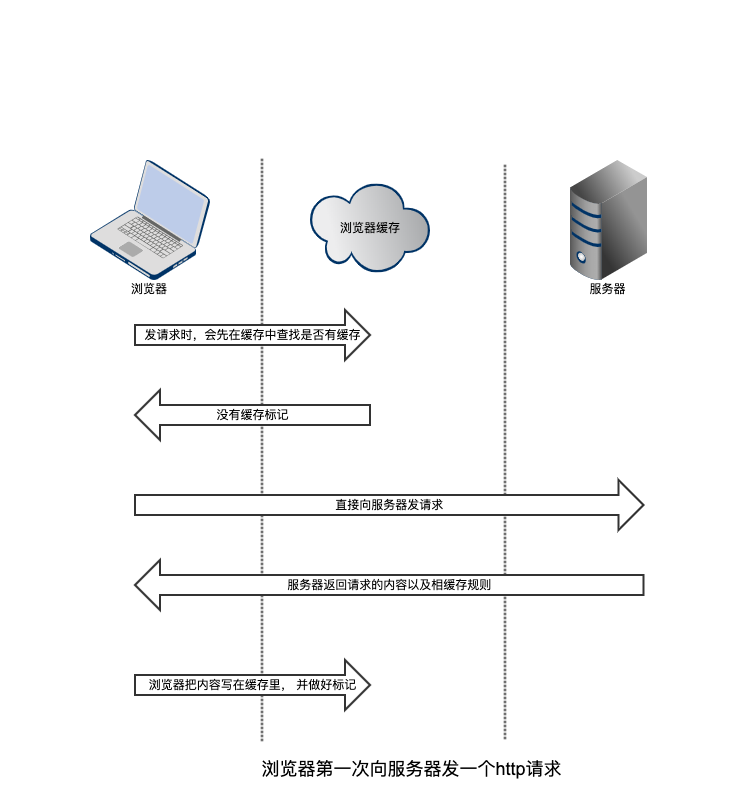 浏览器缓存
浏览器
服务器
发请求时，会先在缓存中查找是否有缓存
没有缓存标记
直接向服务器发请求
服务器返回请求的内容以及相缓存规则
浏览器把内容写在缓存里， 并做好标记
浏览器第一次向服务器发一个http请求